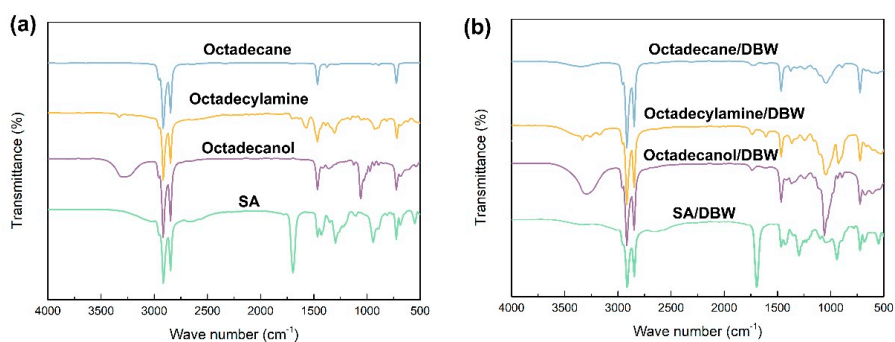 (a)
Octadecane
Octadecylamine
Octadecanol
SA
Transmittance (%)
4000 3500 3000 2500 2000 1500 1000 500
Wave number (cm⁻¹)
(b)
Octadecane/DBW
Octadecylamine/DBW
Octadecanol/DBW
SA/DBW
Transmittance (%)
4000 3500 3000 2500 2000 1500 1000 500
Wave number (cm⁻¹)